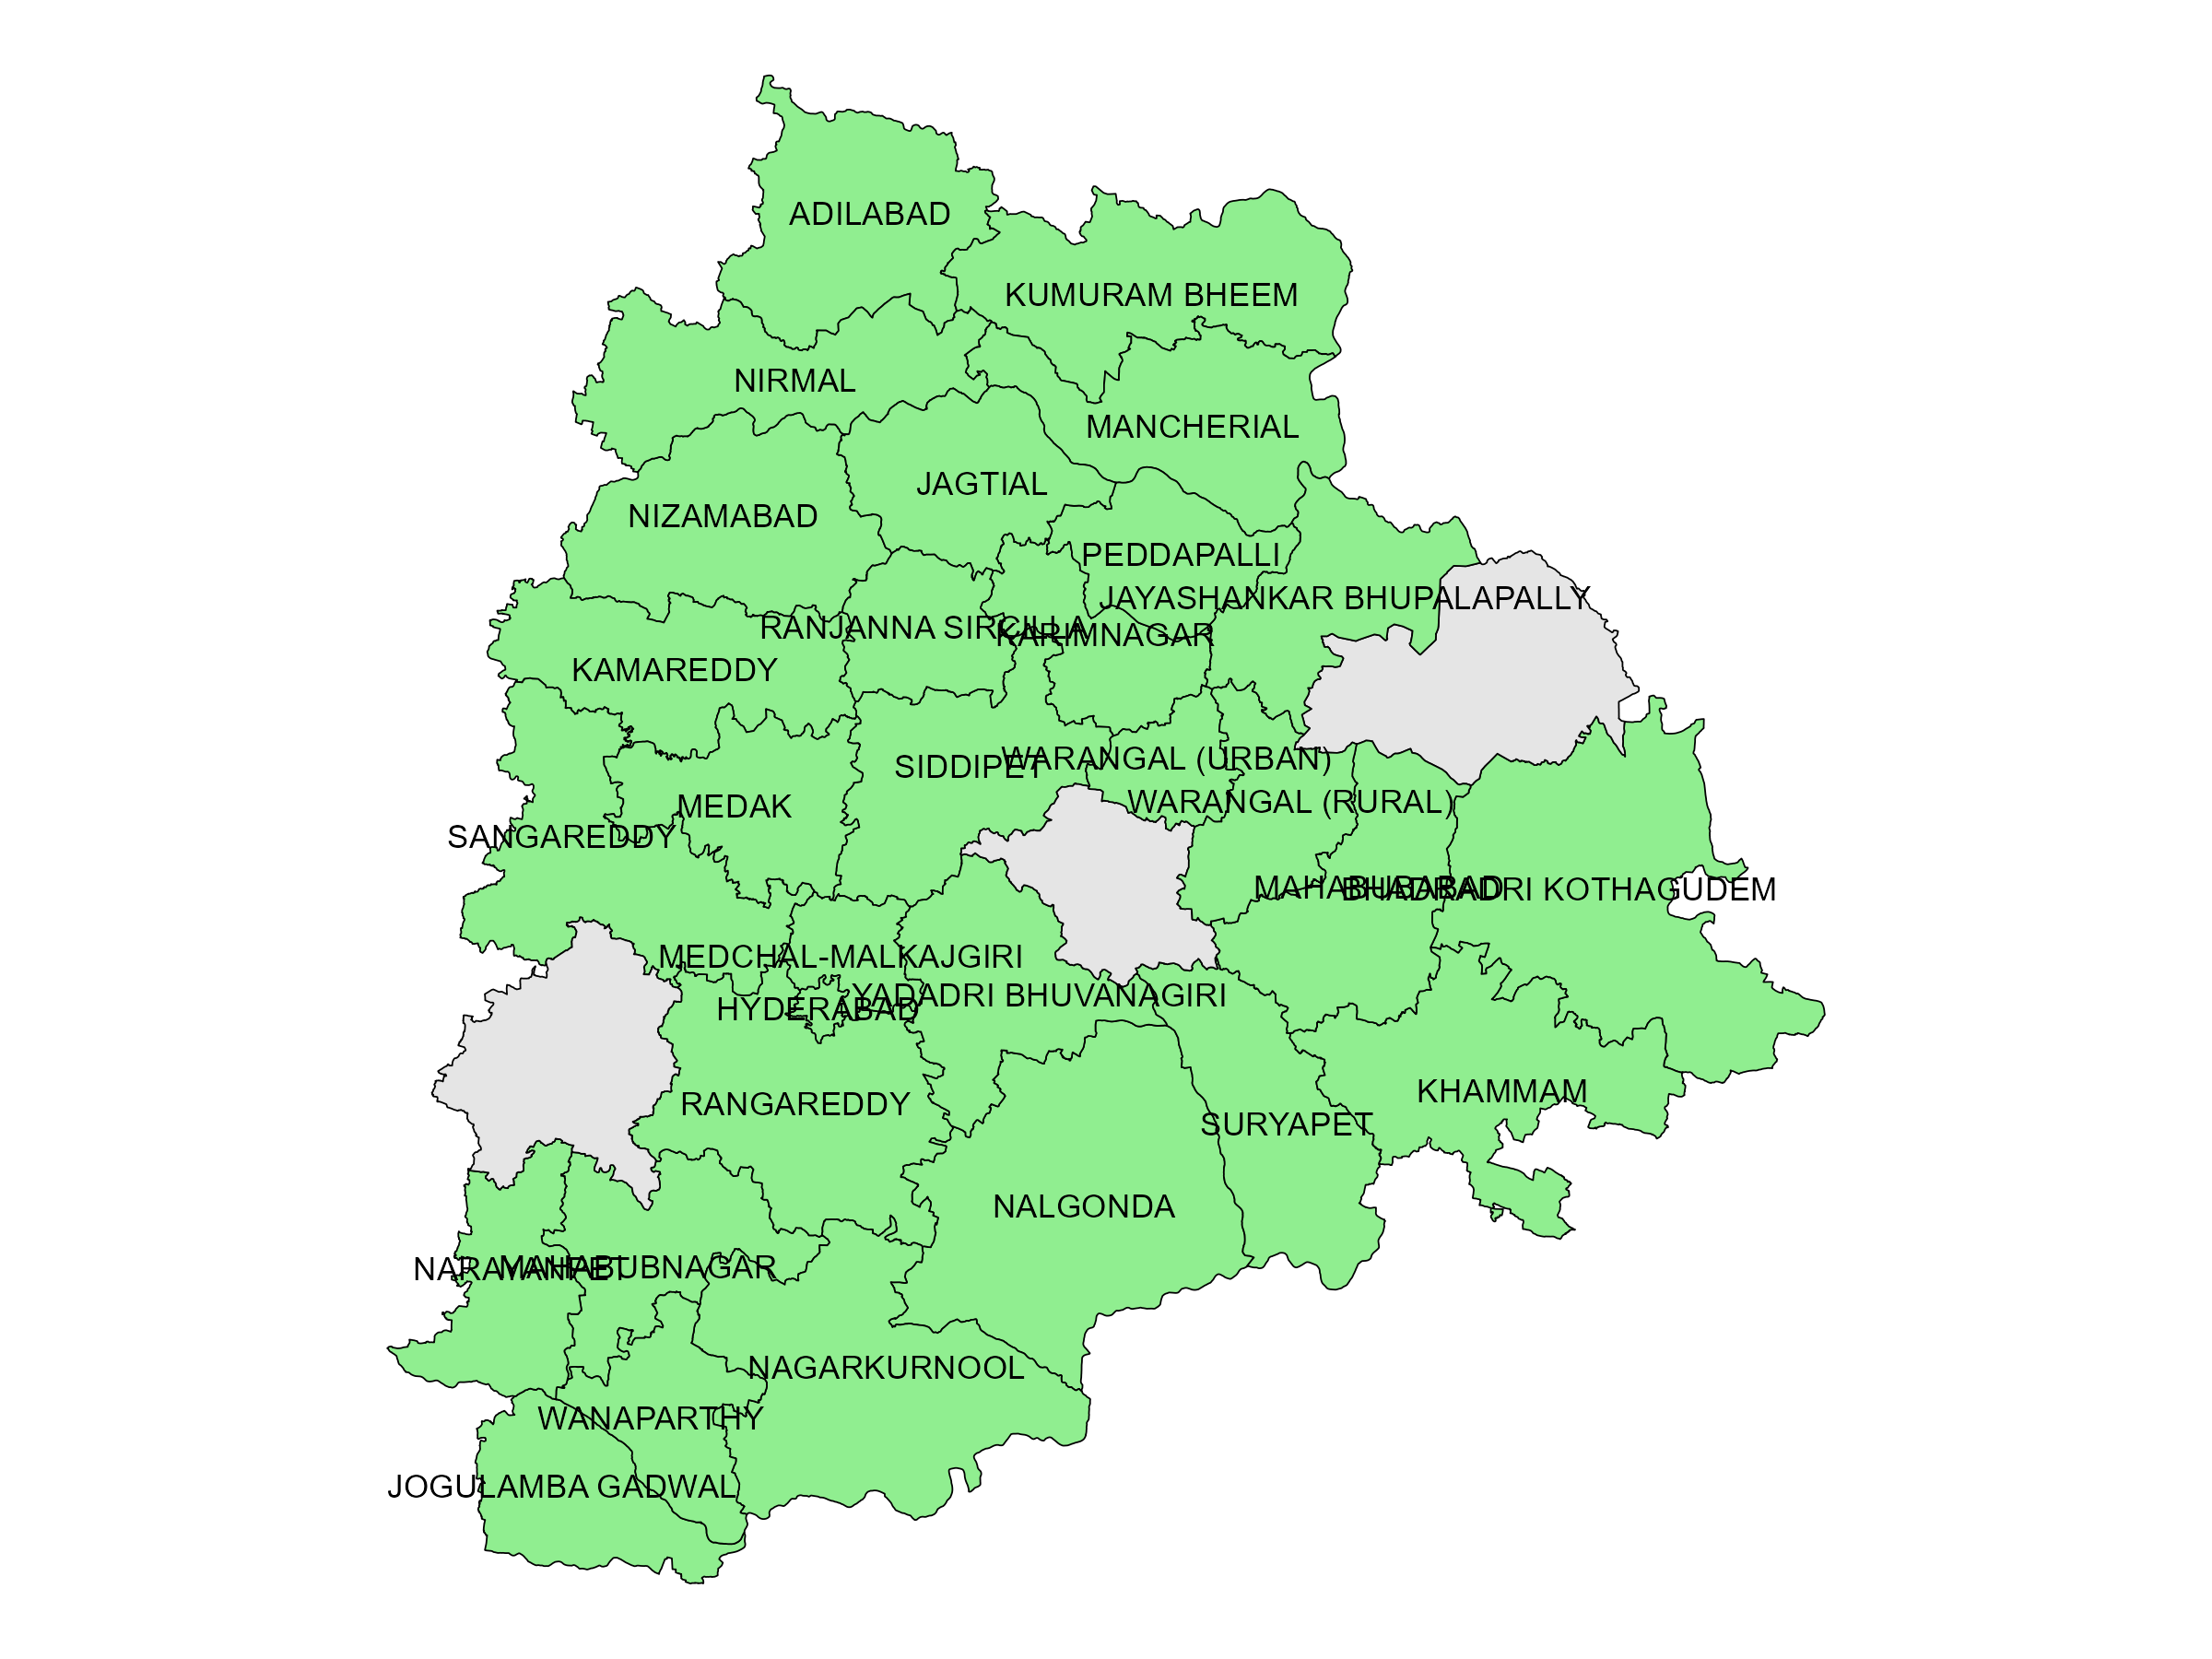 ADILABAD
KUMURAM BHEEM
NIRMAL
MANCHERIAL
JAGTIAL
NIZAMABAD
PEDDAPALLI
JAYASHANKAR BHUPALAPALLY
RANJANNA SIRCILLA
KARIMNAGAR
KAMAREDDY
WARANGAL (URBAN)
SIDDIPET
WARANGAL (RURAL)
MEDAK
SANGAREDDY
MAHABUBABAD
BHADRADRI KOTHAGUDEM
MEDCHAL-MALKAJGIRI
YADADRI BHUVANAGIRI
HYDERABAD
KHAMMAM
RANGAREDDY
SURYAPET
NALGONDA
NARAYANPET
MAHABUBNAGAR
NAGARKURNOOL
WANAPARTHY
JOGULAMBA GADWAL